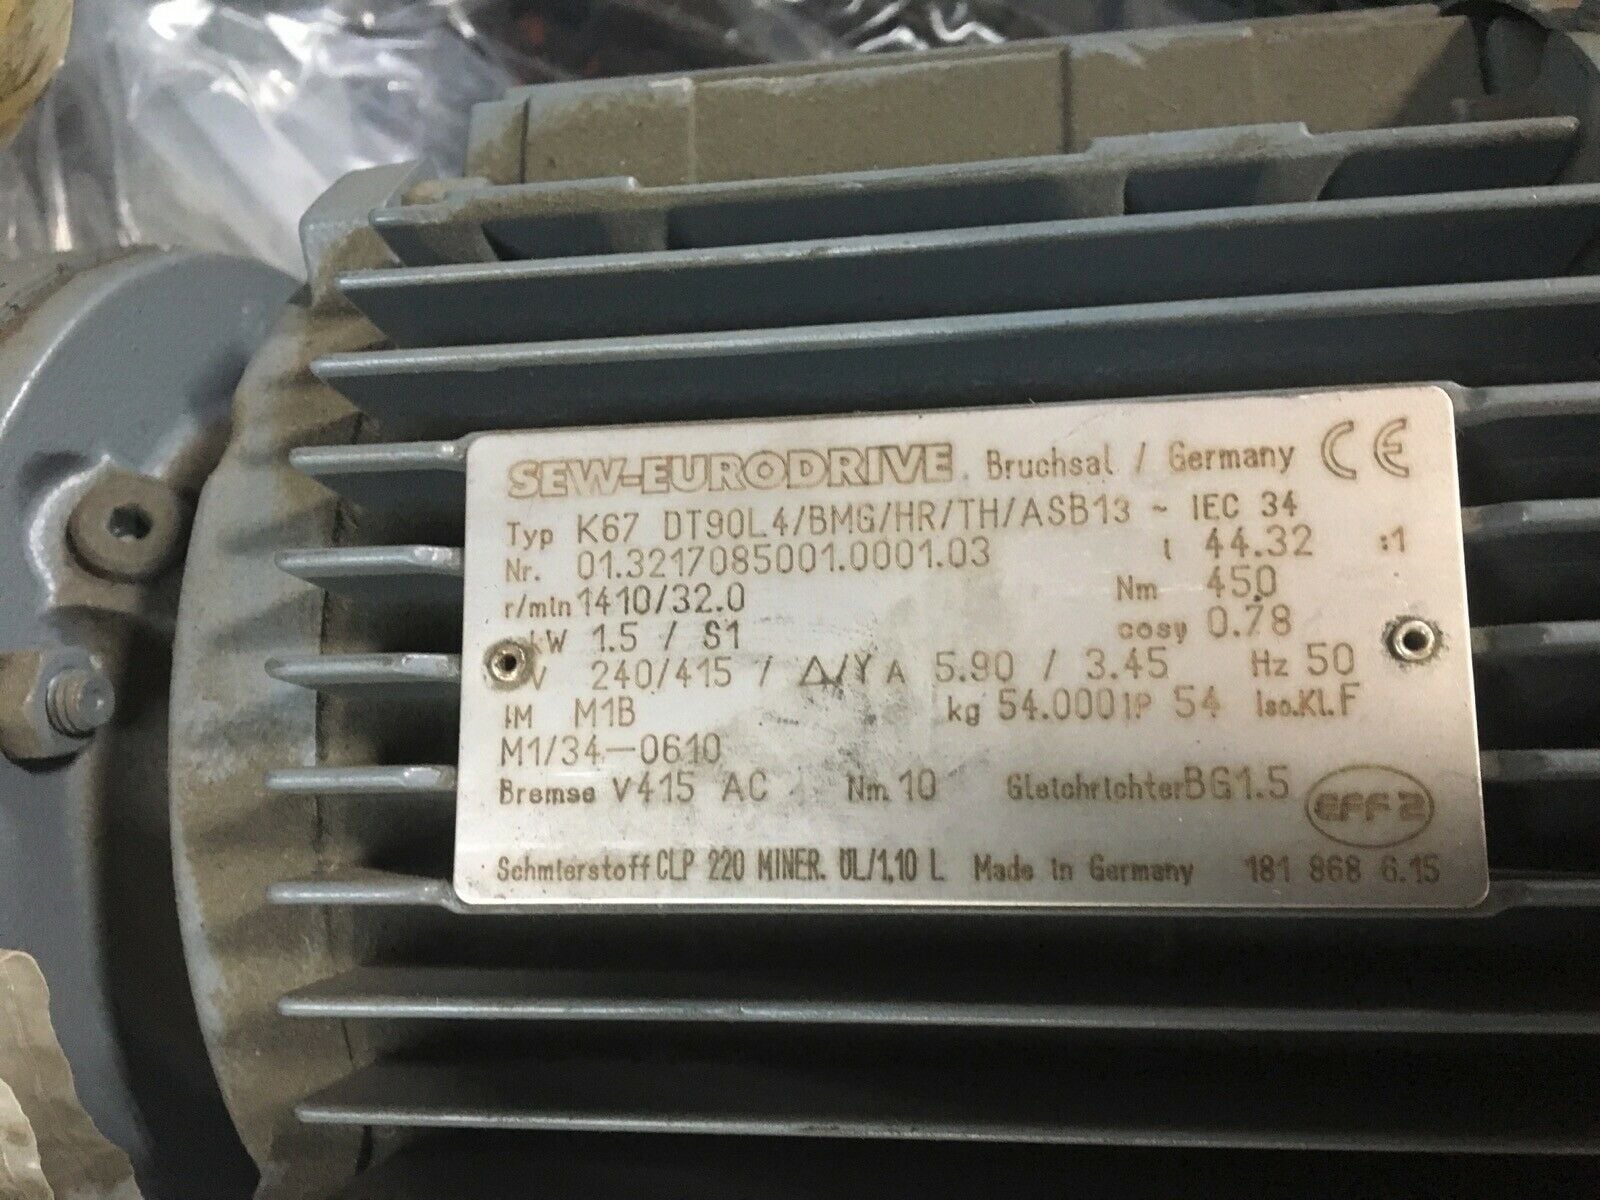 SEW-EURODRIVE Bruchsal / Germany CE
Typ K67 DT90L4/BMG/HR/TH/ASB13 ~ IEC 34
Nr. 01.3217085001.0001.03 i 44.32 :1
r/min 1410/32.0 Nm 450
kW 1.5 / S1 cosφ 0.78
V 240/415 / Δ/Y A 5.90 / 3.45 Hz 50
IM M1B kg 54.000 IP 54 Iso.Kl.F
M1/34-0610
Bremse V415 AC Nm 10 Gleichrichter BG1.5 EFF 2
Schmierstoff CLP 220 MINER. ÖL/1,10 L Made in Germany 181 868 6.15